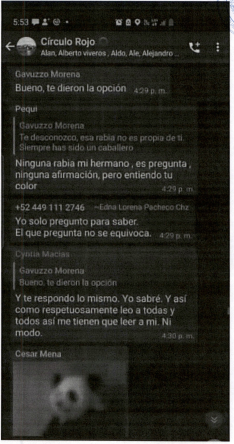 5:53
Círculo Rojo
Alan, Alberto viveros, Aldo, Ale, Alejandro...
Gavuzzo Morena
Bueno, te dieron la opción
4:29 p. m.
Pequi
Gavuzzo Morena
Te desconozco, esa rabia no es propia de ti.
Siempre has sido un caballero
Ninguna rabia mi hermano , es pregunta ,
ninguna afirmación, pero entiendo tu
color
4:29 p. m.
+52 449 111 2746 ~Edna Lorena Pacheco Chz
Yo solo pregunto para saber.
El que pregunta no se equivoca.
4:29 p. m.
Cynthia Macías
Gavuzzo Morena
Bueno, te dieron la opción
Y te respondo lo mismo. Yo sabré. Y así
como respetuosamente leo a todas y
todos así me tienen que leer a mi. Ni
modo.
4:30 p. m.
Cesar Mena